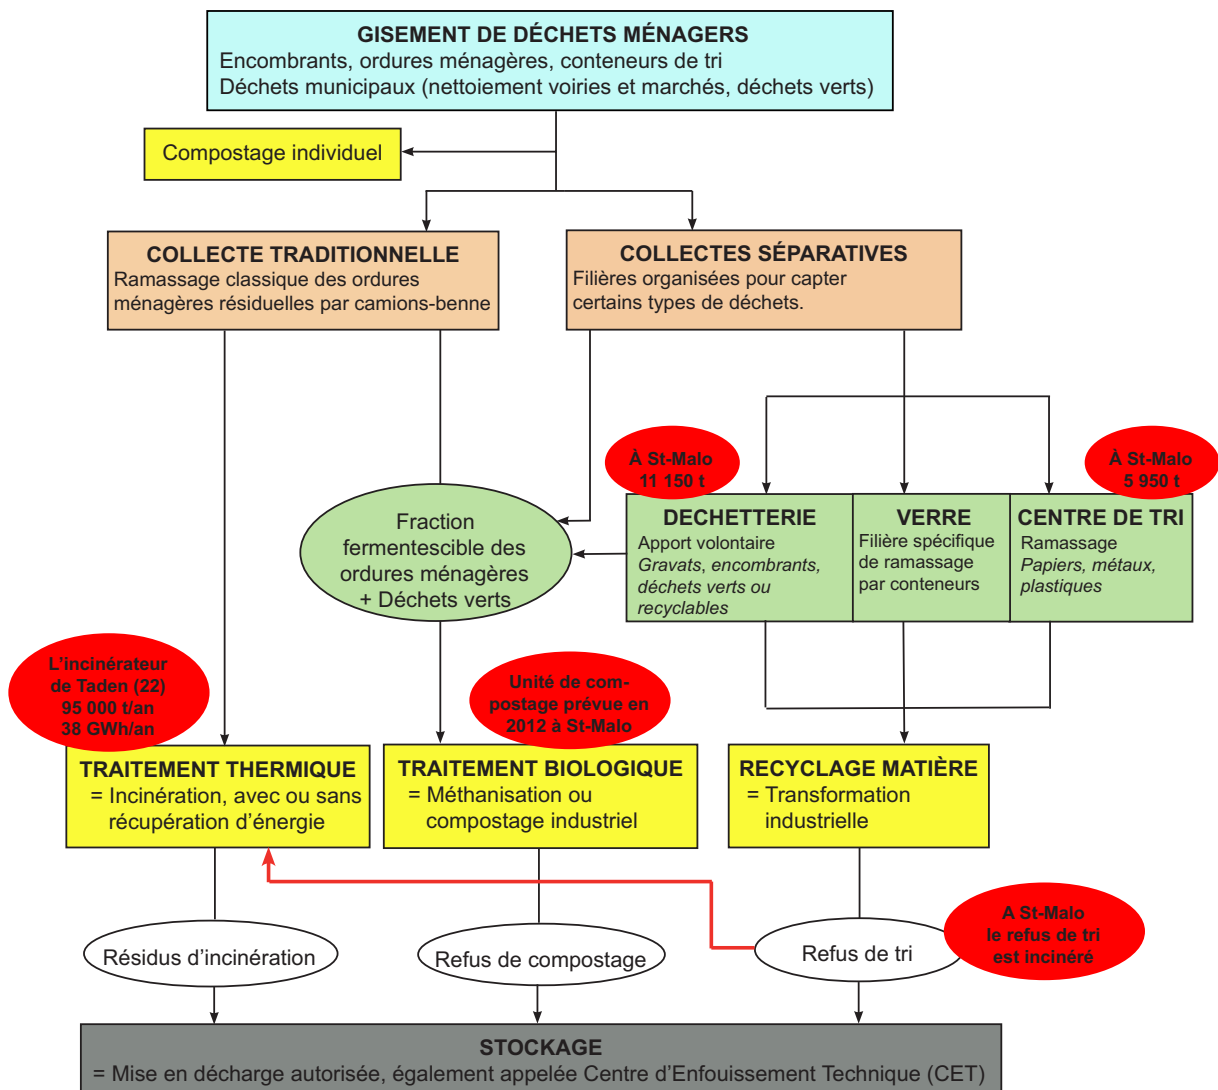 GISEMENT DE DÉCHETS MÉNAGERS
Encombrants, ordures ménagères, conteneurs de tri
Déchets municipaux (nettoiement voiries et marchés, déchets verts)
Compostage individuel
COLLECTE TRADITIONNELLE
Ramassage classique des ordures
ménagères résiduelles par camions-benne
COLLECTES SÉPARATIVES
Filières organisées pour capter
certains types de déchets.
À St-Malo
11 150 t
À St-Malo
5 950 t
Fraction
fermentescible des
ordures ménagères
+ Déchets verts
DECHETTERIE
Apport volontaire
Gravats, encombrants,
déchets verts ou
recyclables
VERRE
Filière spécifique
de ramassage
par conteneurs
CENTRE DE TRI
Ramassage
Papiers, métaux,
plastiques
L'incinérateur
de Taden (22)
95 000 t/an
38 GWh/an
Unité de com-
postage prévue en
2012 à St-Malo
TRAITEMENT THERMIQUE
= Incinération, avec ou sans
récupération d'énergie
TRAITEMENT BIOLOGIQUE
= Méthanisation ou
compostage industriel
RECYCLAGE MATIÈRE
= Transformation
industrielle
Résidus d'incinération
Refus de compostage
Refus de tri
A St-Malo
le refus de tri
est incinéré
STOCKAGE
= Mise en décharge autorisée, également appelée Centre d'Enfouissement Technique (CET)